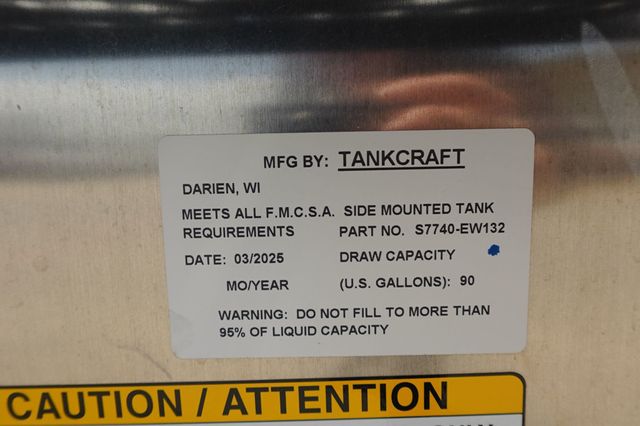 MFG BY: TANKCRAFT
DARIEN, WI
MEETS ALL F.M.C.S.A. SIDE MOUNTED TANK
REQUIREMENTS PART NO. S7740-EW132
DATE: 03/2025 DRAW CAPACITY
MO/YEAR (U.S. GALLONS): 90
WARNING: DO NOT FILL TO MORE THAN
95% OF LIQUID CAPACITY
CAUTION / ATTENTION